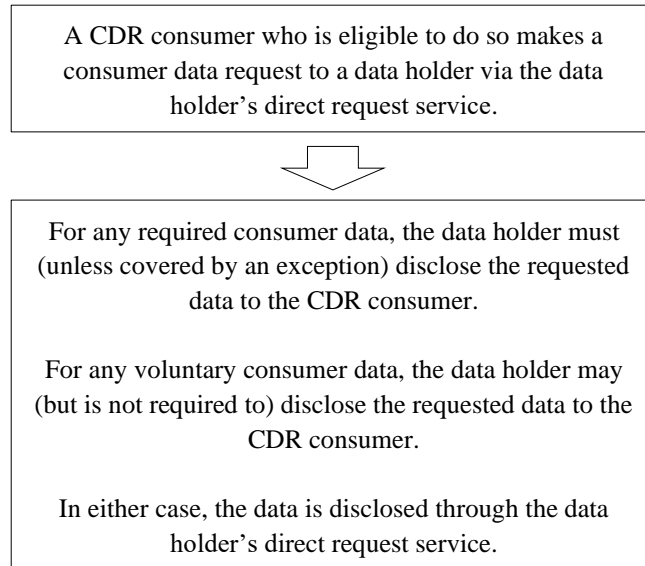 A CDR consumer who is eligible to do so makes a
consumer data request to a data holder via the data
holder’s direct request service.
For any required consumer data, the data holder must
(unless covered by an exception) disclose the requested
data to the CDR consumer.
For any voluntary consumer data, the data holder may
(but is not required to) disclose the requested data to the
CDR consumer.
In either case, the data is disclosed through the data
holder’s direct request service.